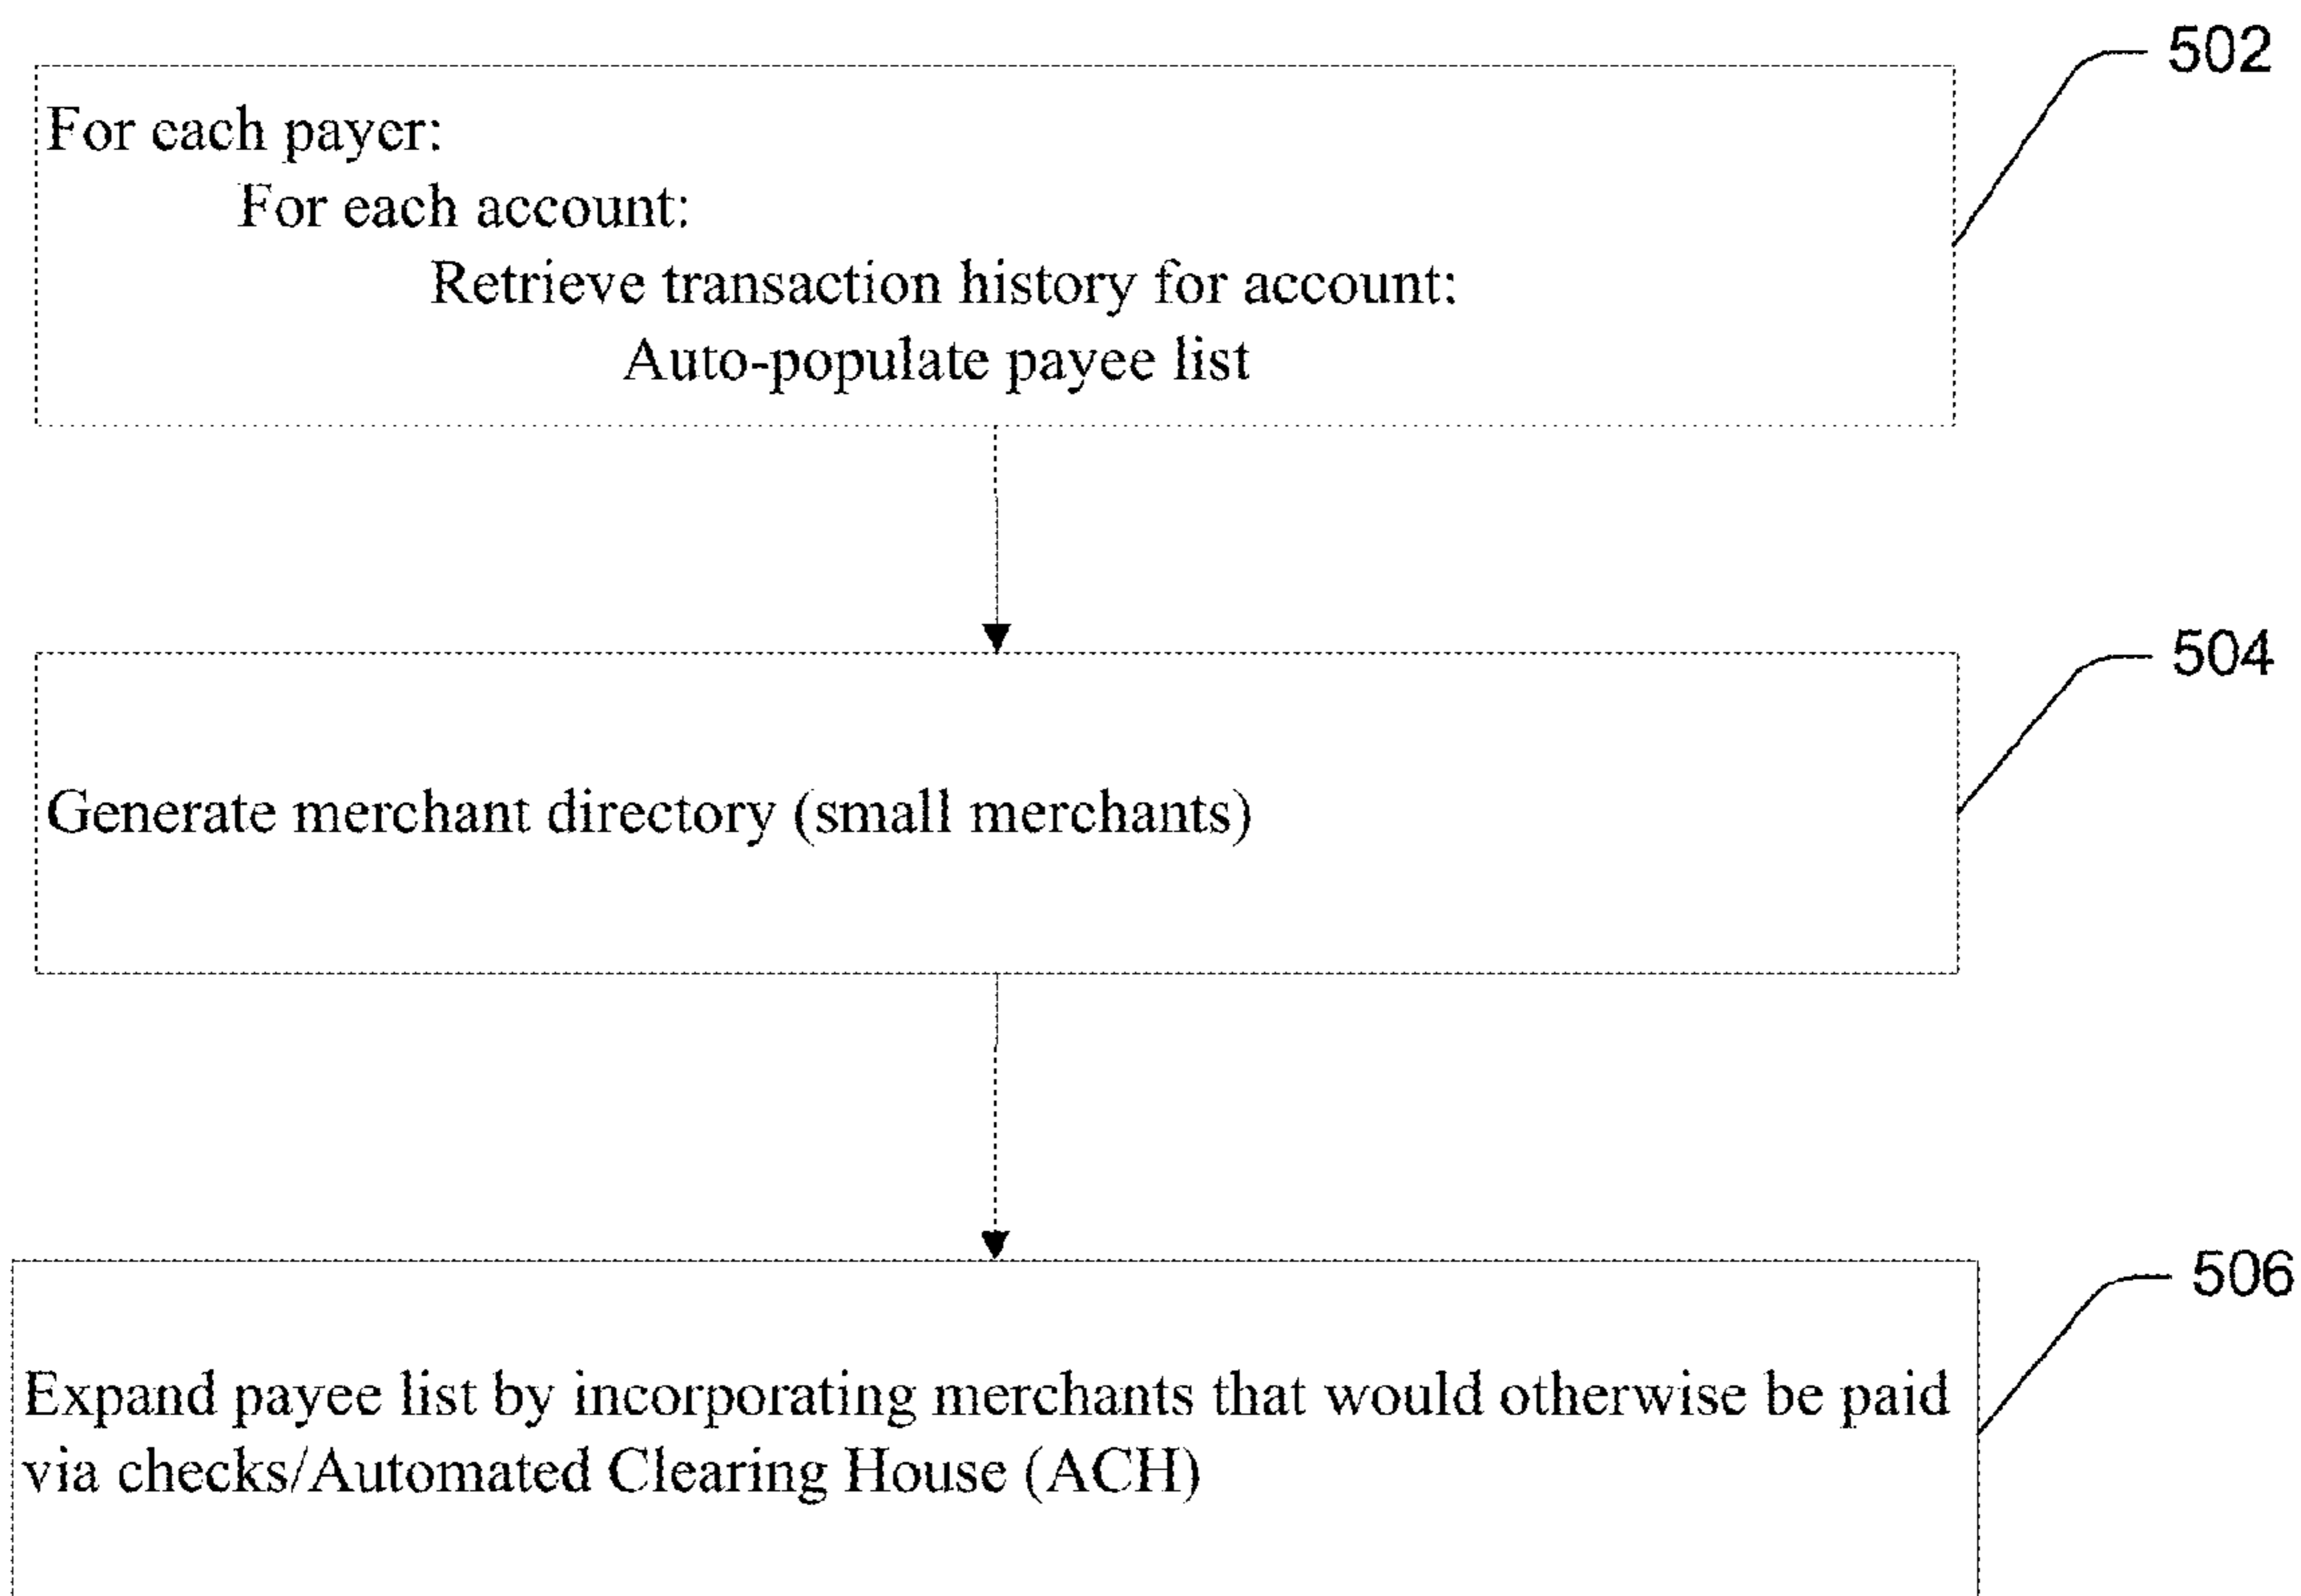 502
For each payer:
For each account:
Retrieve transaction history for account:
Auto-populate payee list
504
Generate merchant directory (small merchants)
506
Expand payee list by incorporating merchants that would otherwise be paid
via checks/Automated Clearing House (ACH)